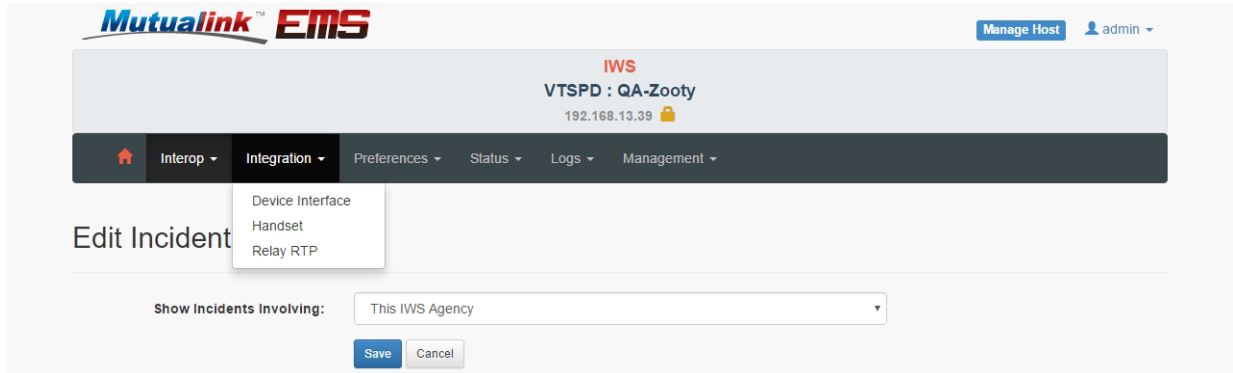 Mutualink™ EMS
Manage Host admin
IWS
VTSPD : QA-Zooty
192.168.13.39
Interop Integration Preferences Status Logs Management
Device Interface
Handset
Relay RTP
Edit Incident
Show Incidents Involving: This IWS Agency
Save Cancel